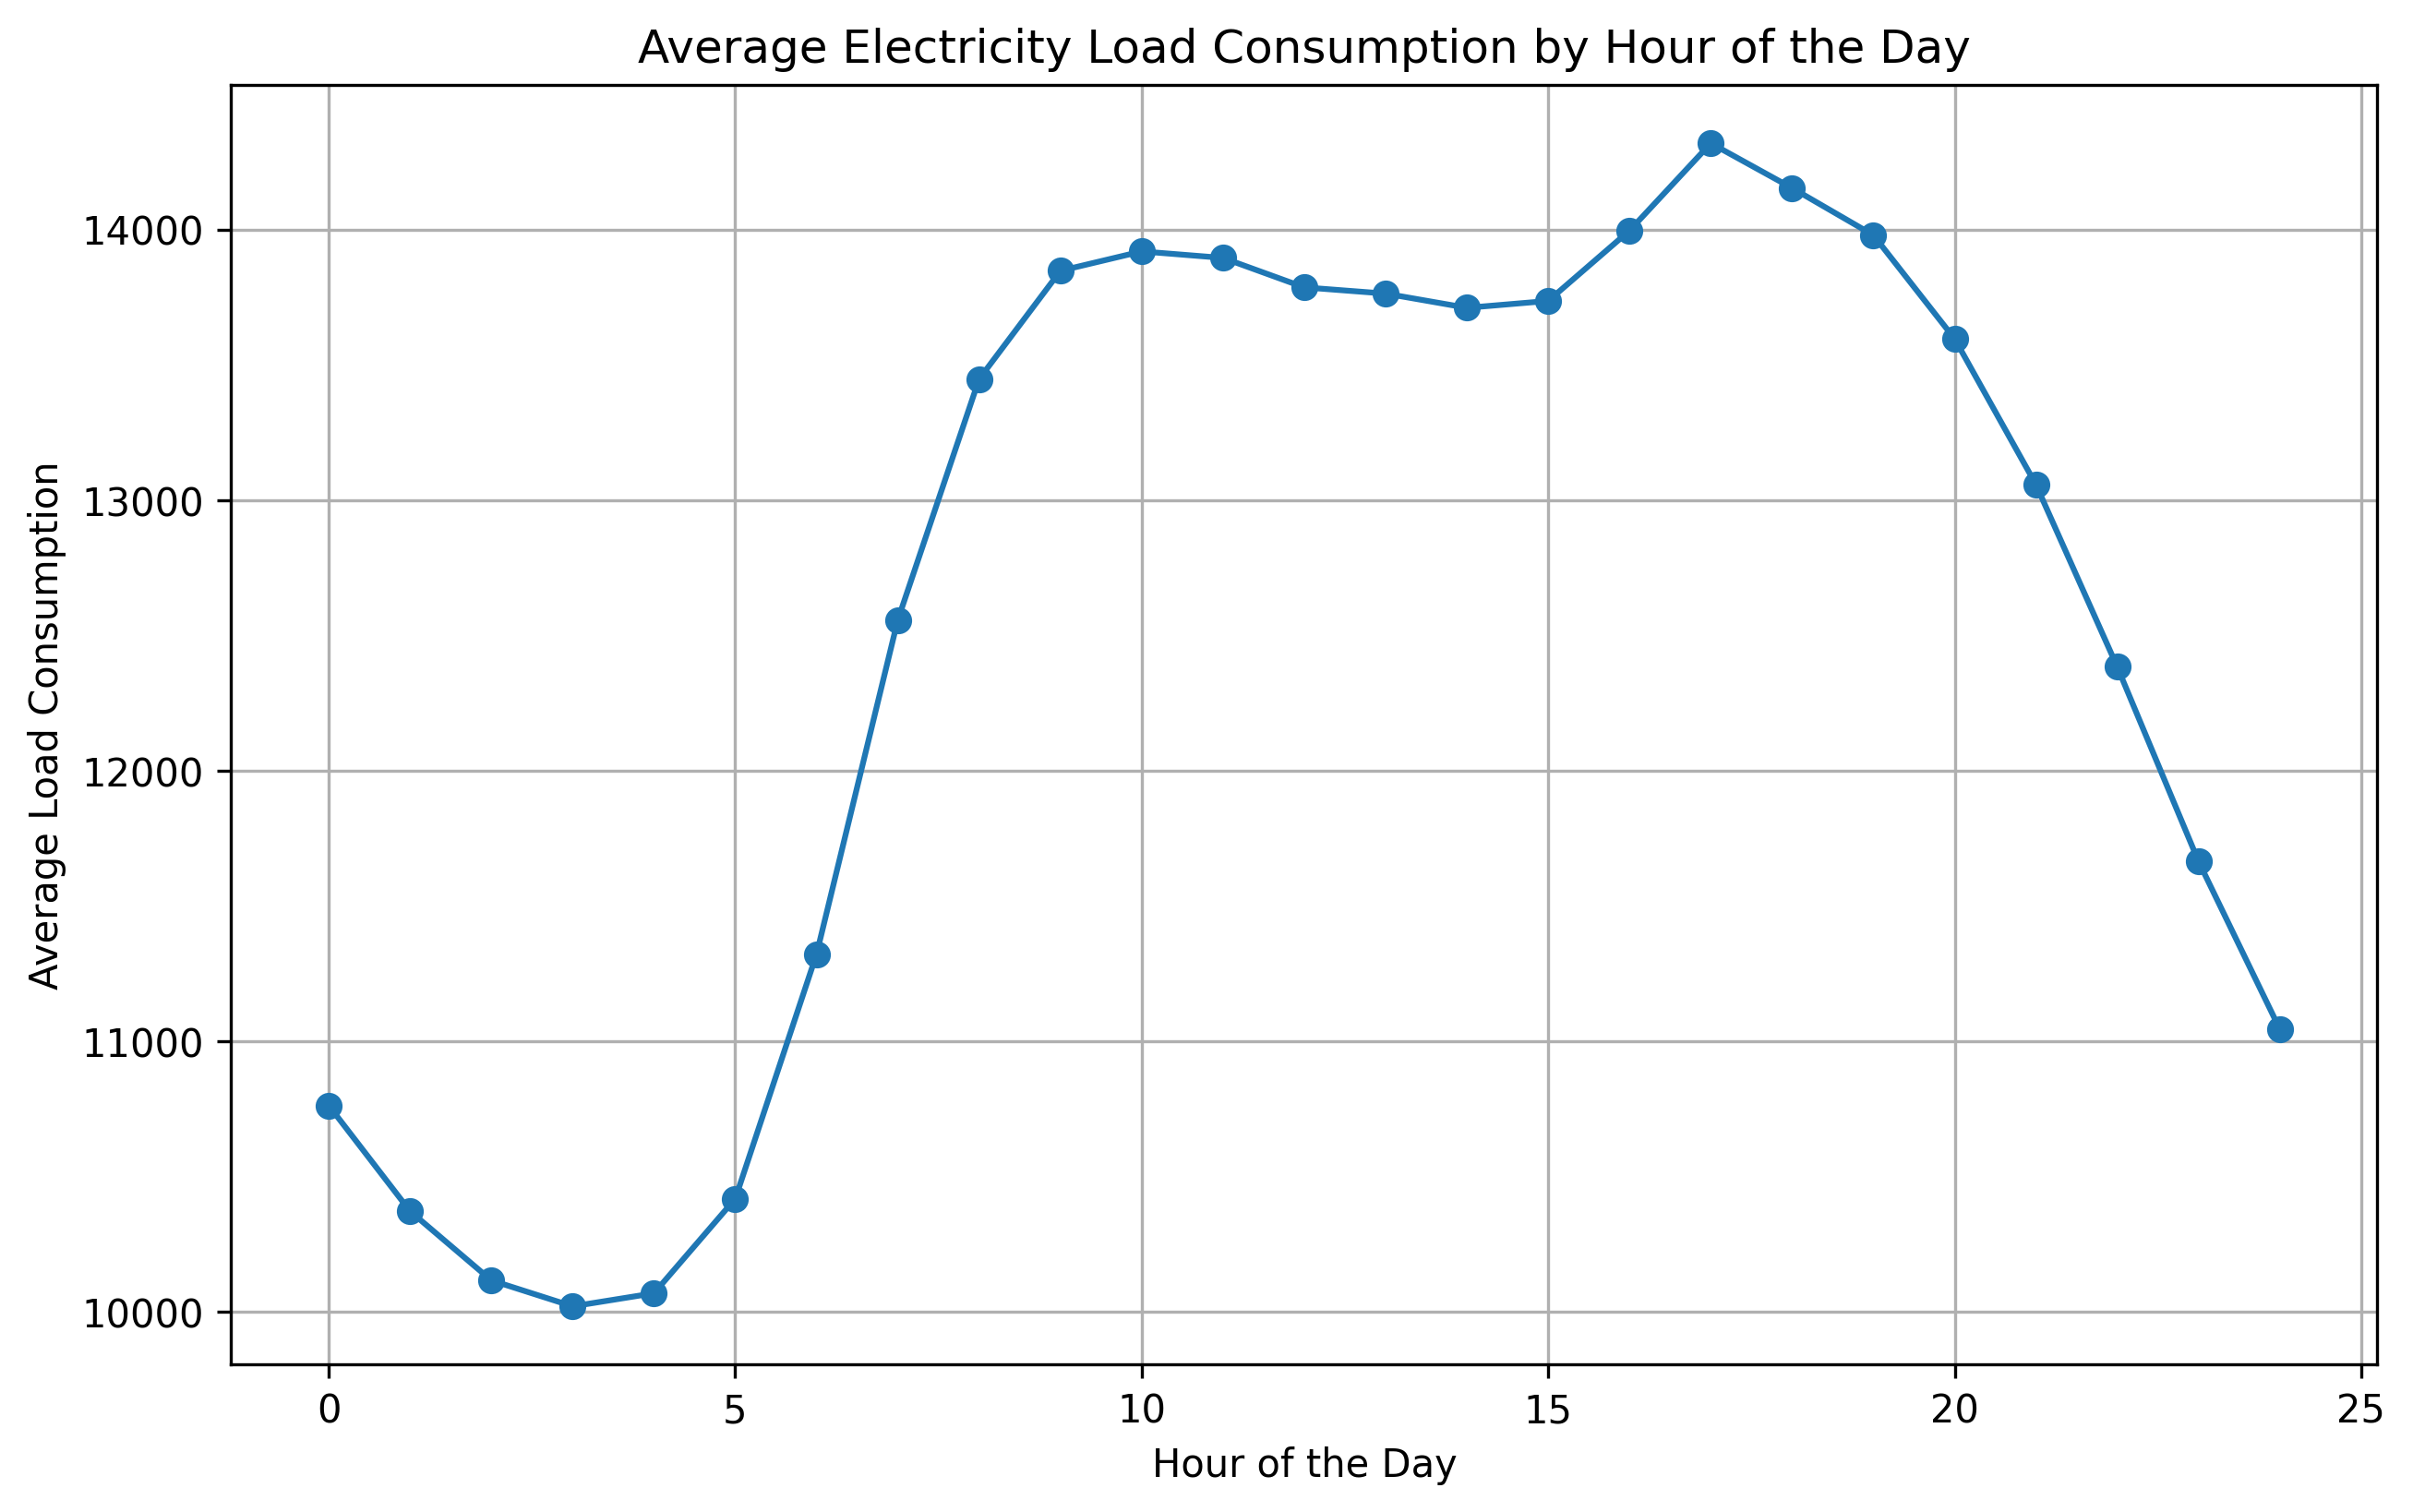 Average Electricity Load Consumption by Hour of the Day
14000
13000
12000
11000
10000
Average Load Consumption
0 5 10 15 20 25
Hour of the Day